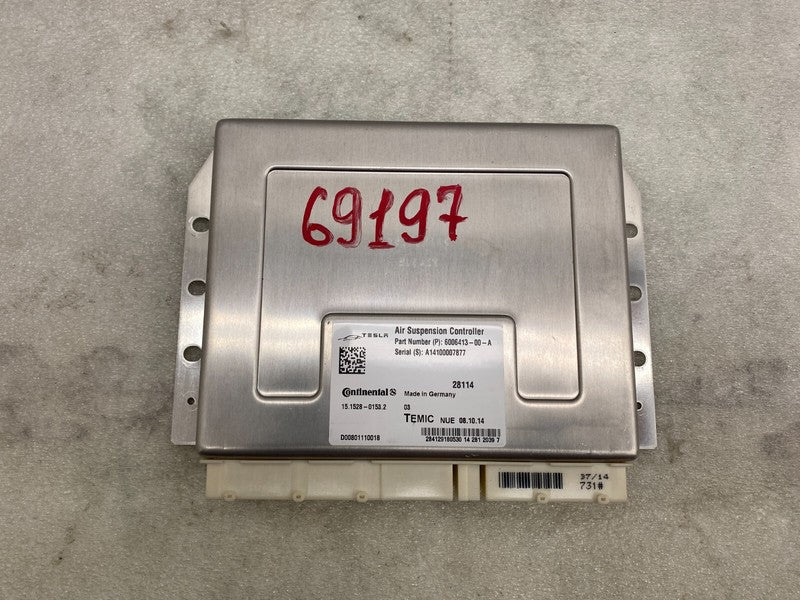 69197
TESLA
Air Suspension Controller
Part Number (P): 6006413-00-A
Serial (S): A14100007877
Continental
28114
Made in Germany
15.1528-0153.2 03
TEMIC NUE 08.10.14
D00801110018
284129180530 14 281 2039 7
37/14
731#